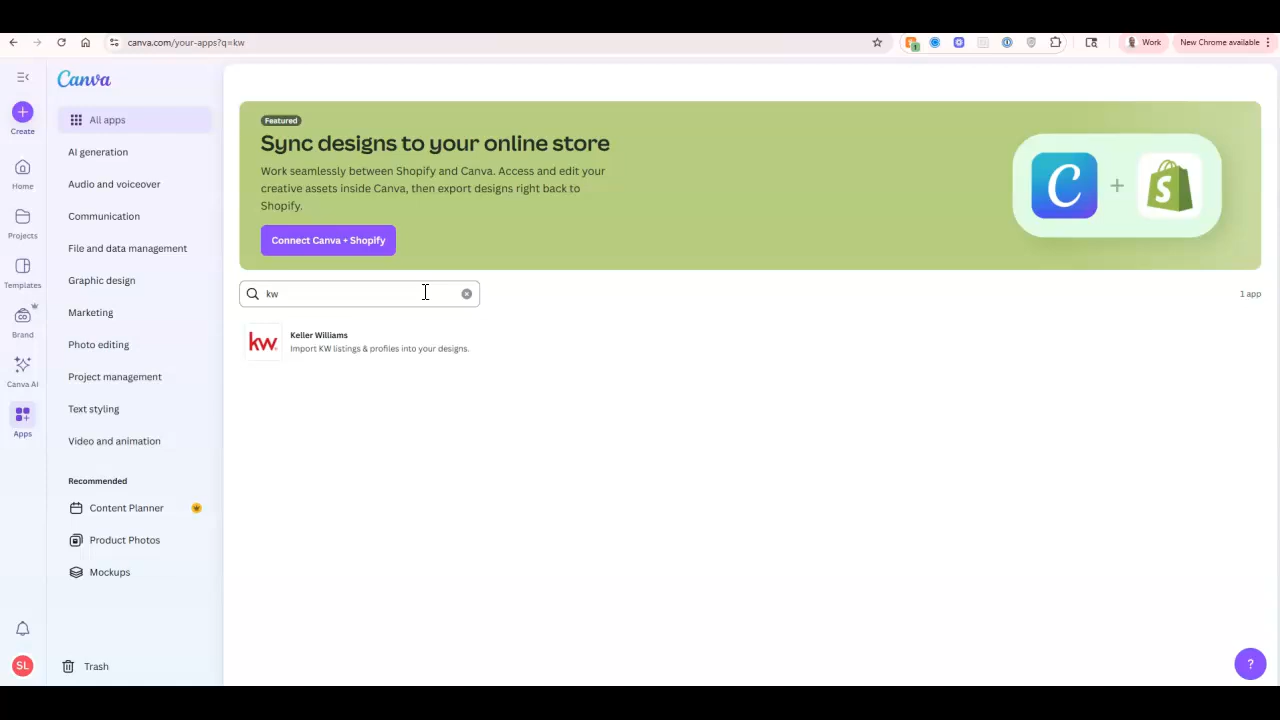 canva.com/your-apps?q=kw
1
Work
New Chrome available
Canva
Create
Home
Projects
Templates
Brand
Canva AI
Apps
SL
All apps
AI generation
Audio and voiceover
Communication
File and data management
Graphic design
Marketing
Photo editing
Project management
Text styling
Video and animation
Recommended
Content Planner
Product Photos
Mockups
Trash
Featured
Sync designs to your online store
Work seamlessly between Shopify and Canva. Access and edit your
creative assets inside Canva, then export designs right back to
Shopify.
Connect Canva + Shopify
C + S
kw
1 app
kw.
Keller Williams
Import KW listings & profiles into your designs.
?